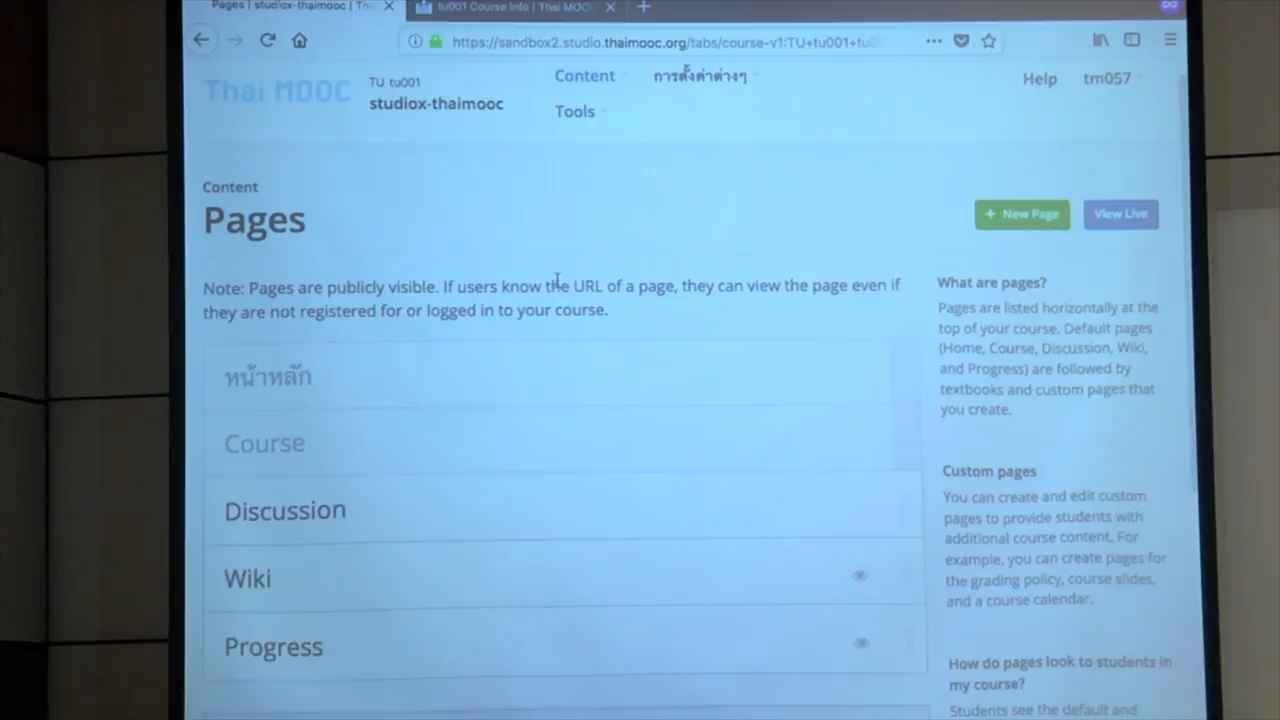 Pages | studiox-thaimooc | Tha
tu001 Course Info | Thai MOO
https://sandbox2.studio.thaimooc.org/tabs/course-v1:TU+tu001+tu0
Thai MOOC
TU tu001
studiox-thaimooc
Content
การตั้งค่าต่างๆ
Tools
Help
tm057
Content
Pages
+ New Page
View Live
Note: Pages are publicly visible. If users know the URL of a page, they can view the page even if
they are not registered for or logged in to your course.
หน้าหลัก
Course
Discussion
Wiki
Progress
What are pages?
Pages are listed horizontally at the
top of your course. Default pages
(Home, Course, Discussion, Wiki,
and Progress) are followed by
textbooks and custom pages that
you create.
Custom pages
You can create and edit custom
pages to provide students with
additional course content. For
example, you can create pages for
the grading policy, course slides,
and a course calendar.
How do pages look to students in
my course?
Students see the default and